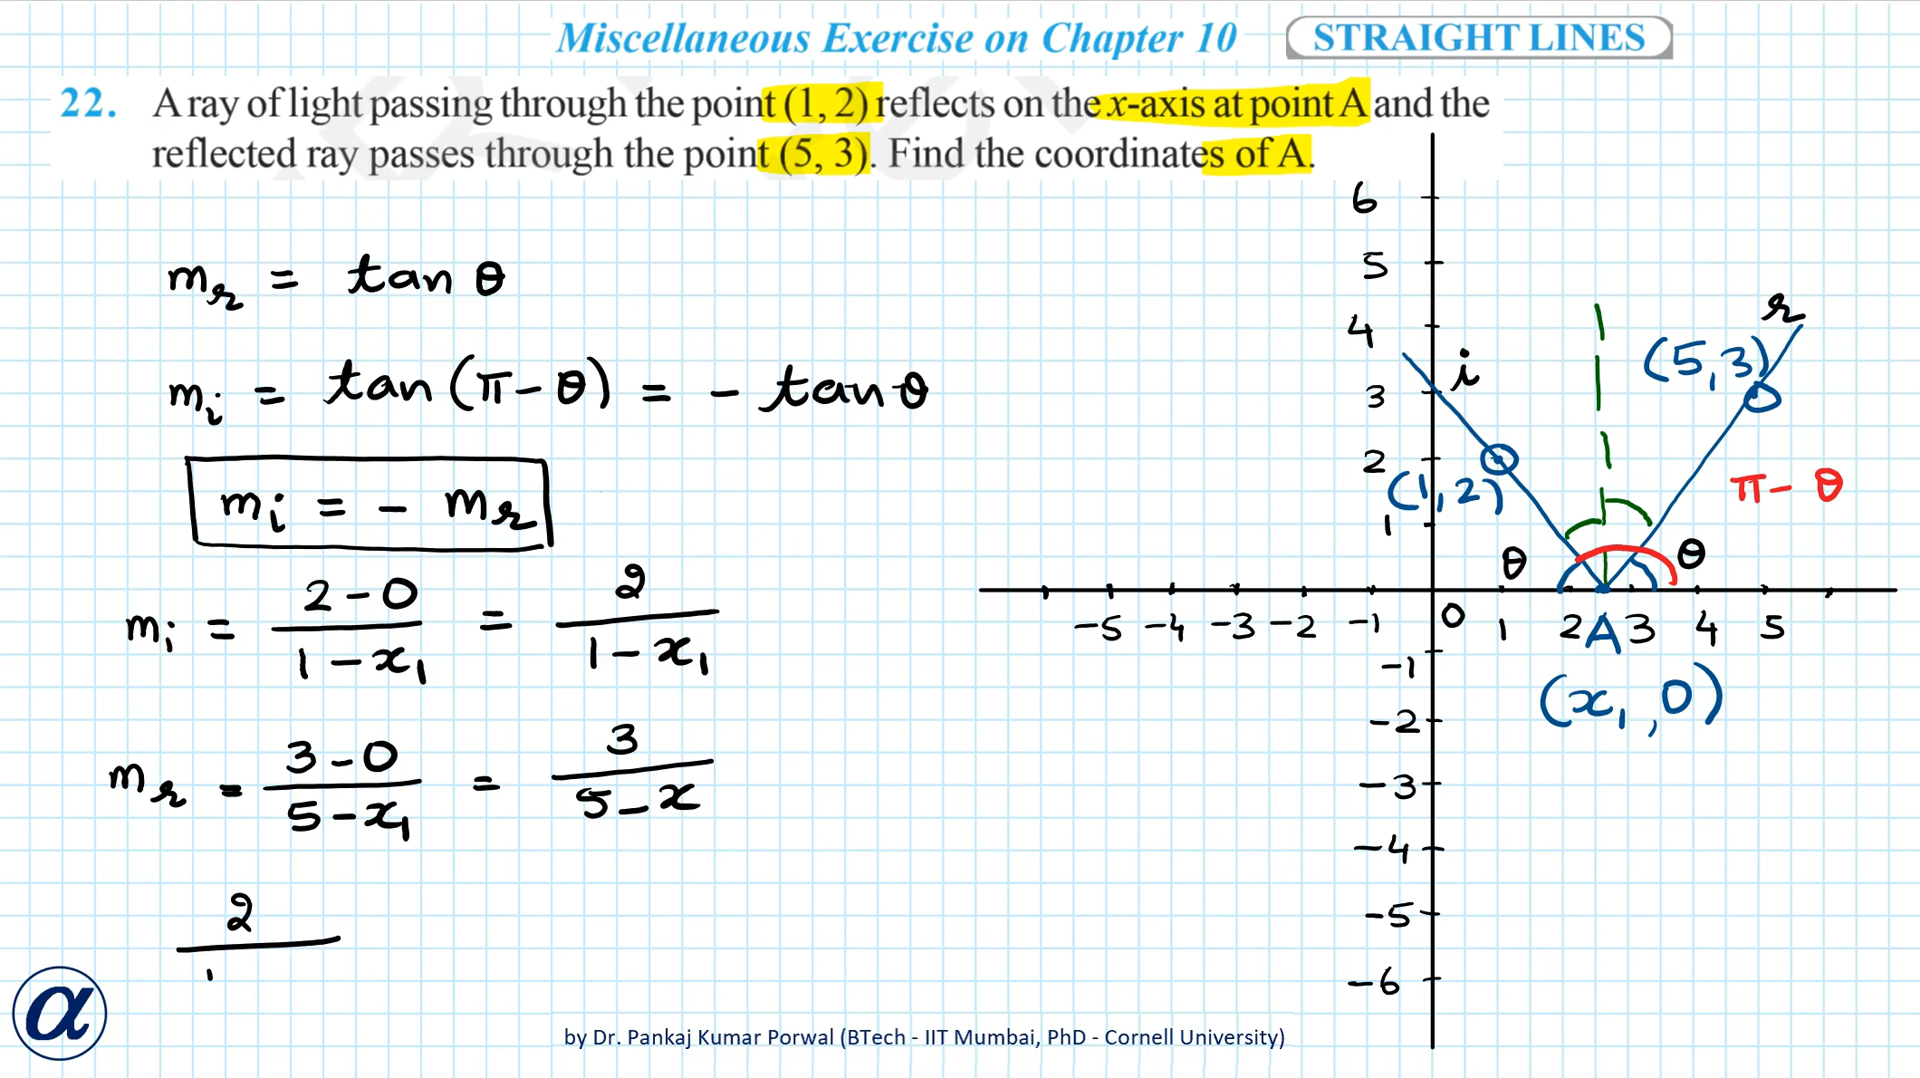 Miscellaneous Exercise on Chapter 10
STRAIGHT LINES
22. A ray of light passing through the point (1, 2) reflects on the x-axis at point A and the
reflected ray passes through the point (5, 3). Find the coordinates of A.
m_r = tan θ
m_i = tan (π - θ) = - tan θ
m_i = - m_r
m_i = (2 - 0)/(1 - x₁) = 2/(1 - x₁)
m_r = (3 - 0)/(5 - x₁) = 3/(5 - x)
2
1
6
5
4
3
2
1
i
r
(5, 3)
(1, 2)
π - θ
θ
θ
-5 -4 -3 -2 -1 0 1 2 A 3 4 5
(x₁, 0)
-1
-2
-3
-4
-5
-6
α
by Dr. Pankaj Kumar Porwal (BTech - IIT Mumbai, PhD - Cornell University)